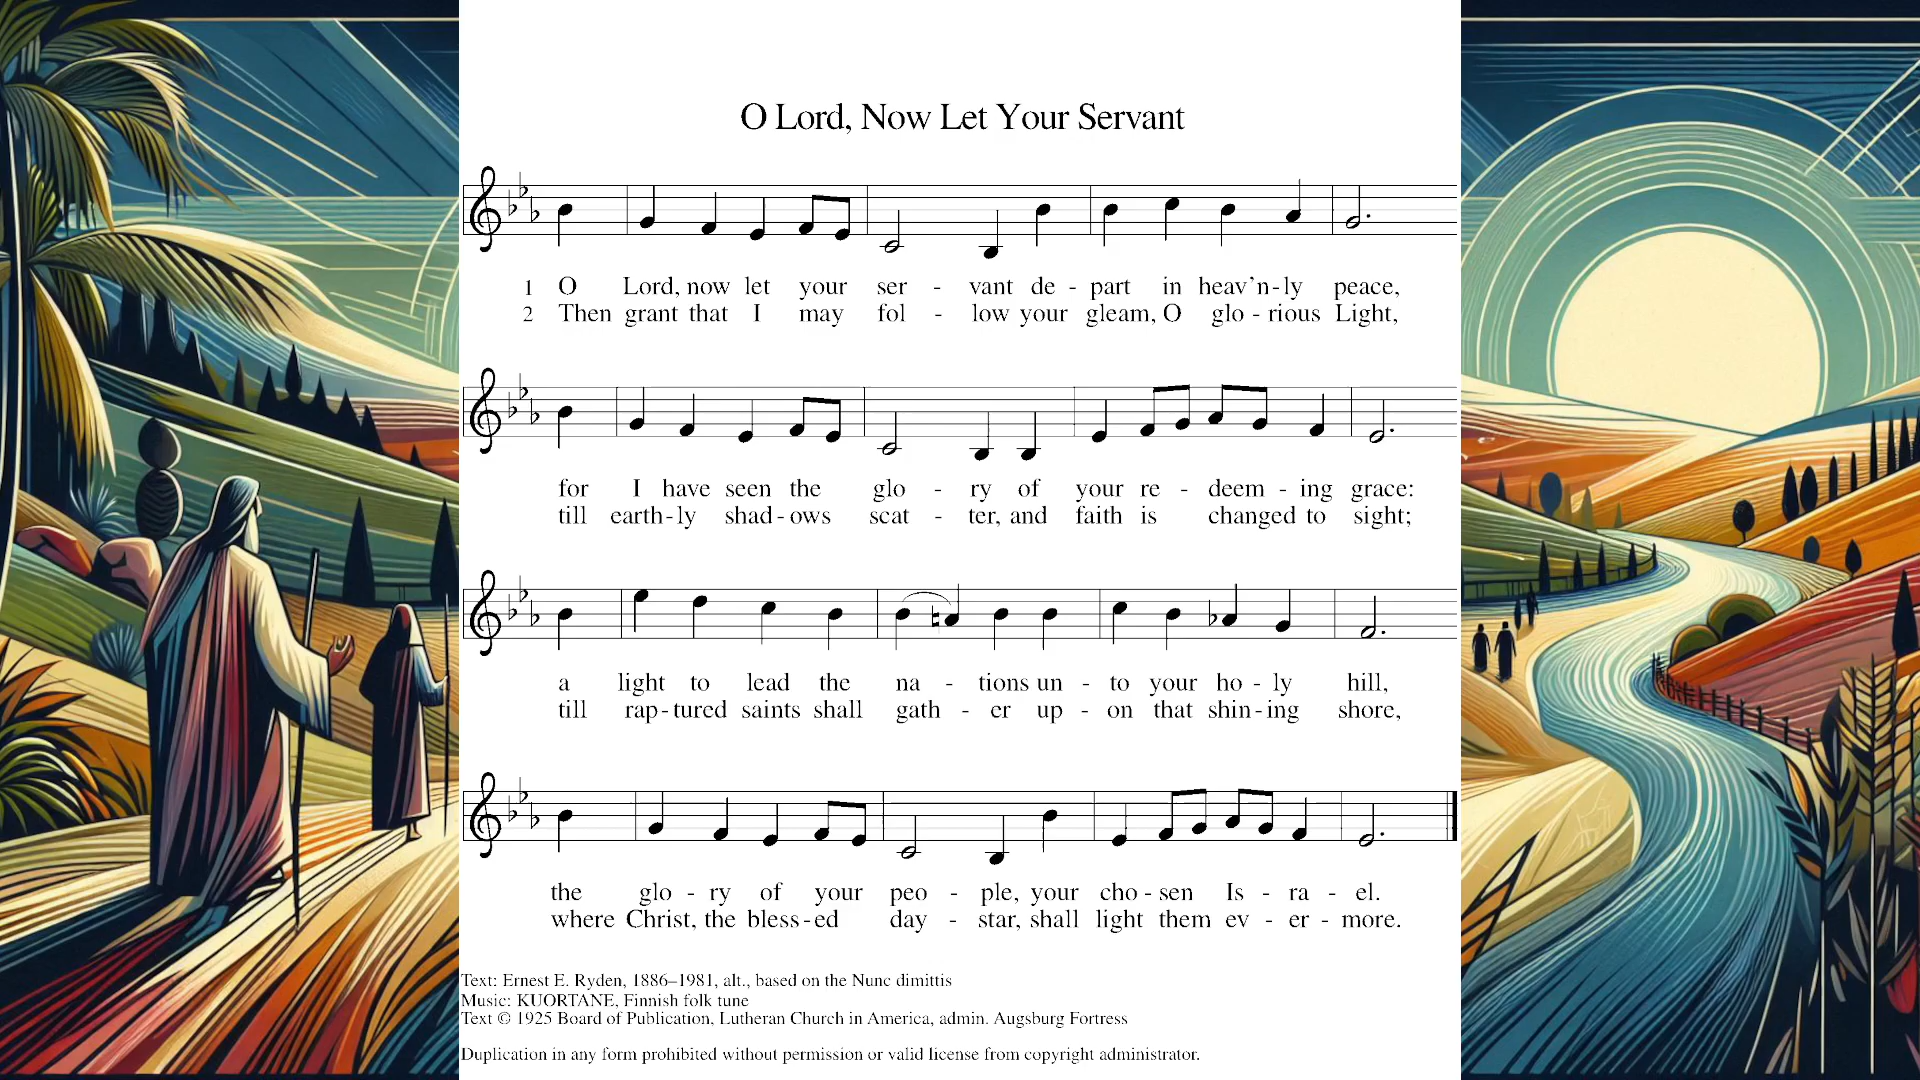 O Lord, Now Let Your Servant
1 O Lord, now let your ser - vant de - part in heav'n - ly peace,
2 Then grant that I may fol - low your gleam, O glo - rious Light,
for I have seen the glo - ry of your re - deem - ing grace:
till earth - ly shad - ows scat - ter, and faith is changed to sight;
a light to lead the na - tions un - to your ho - ly hill,
till rap - tured saints shall gath - er up - on that shin - ing shore,
the glo - ry of your peo - ple, your cho - sen Is - ra - el.
where Christ, the bless - ed day - star, shall light them ev - er - more.
Text: Ernest E. Ryden, 1886–1981, alt., based on the Nunc dimittis
Music: KUORTANE, Finnish folk tune
Text © 1925 Board of Publication, Lutheran Church in America, admin. Augsburg Fortress
Duplication in any form prohibited without permission or valid license from copyright administrator.